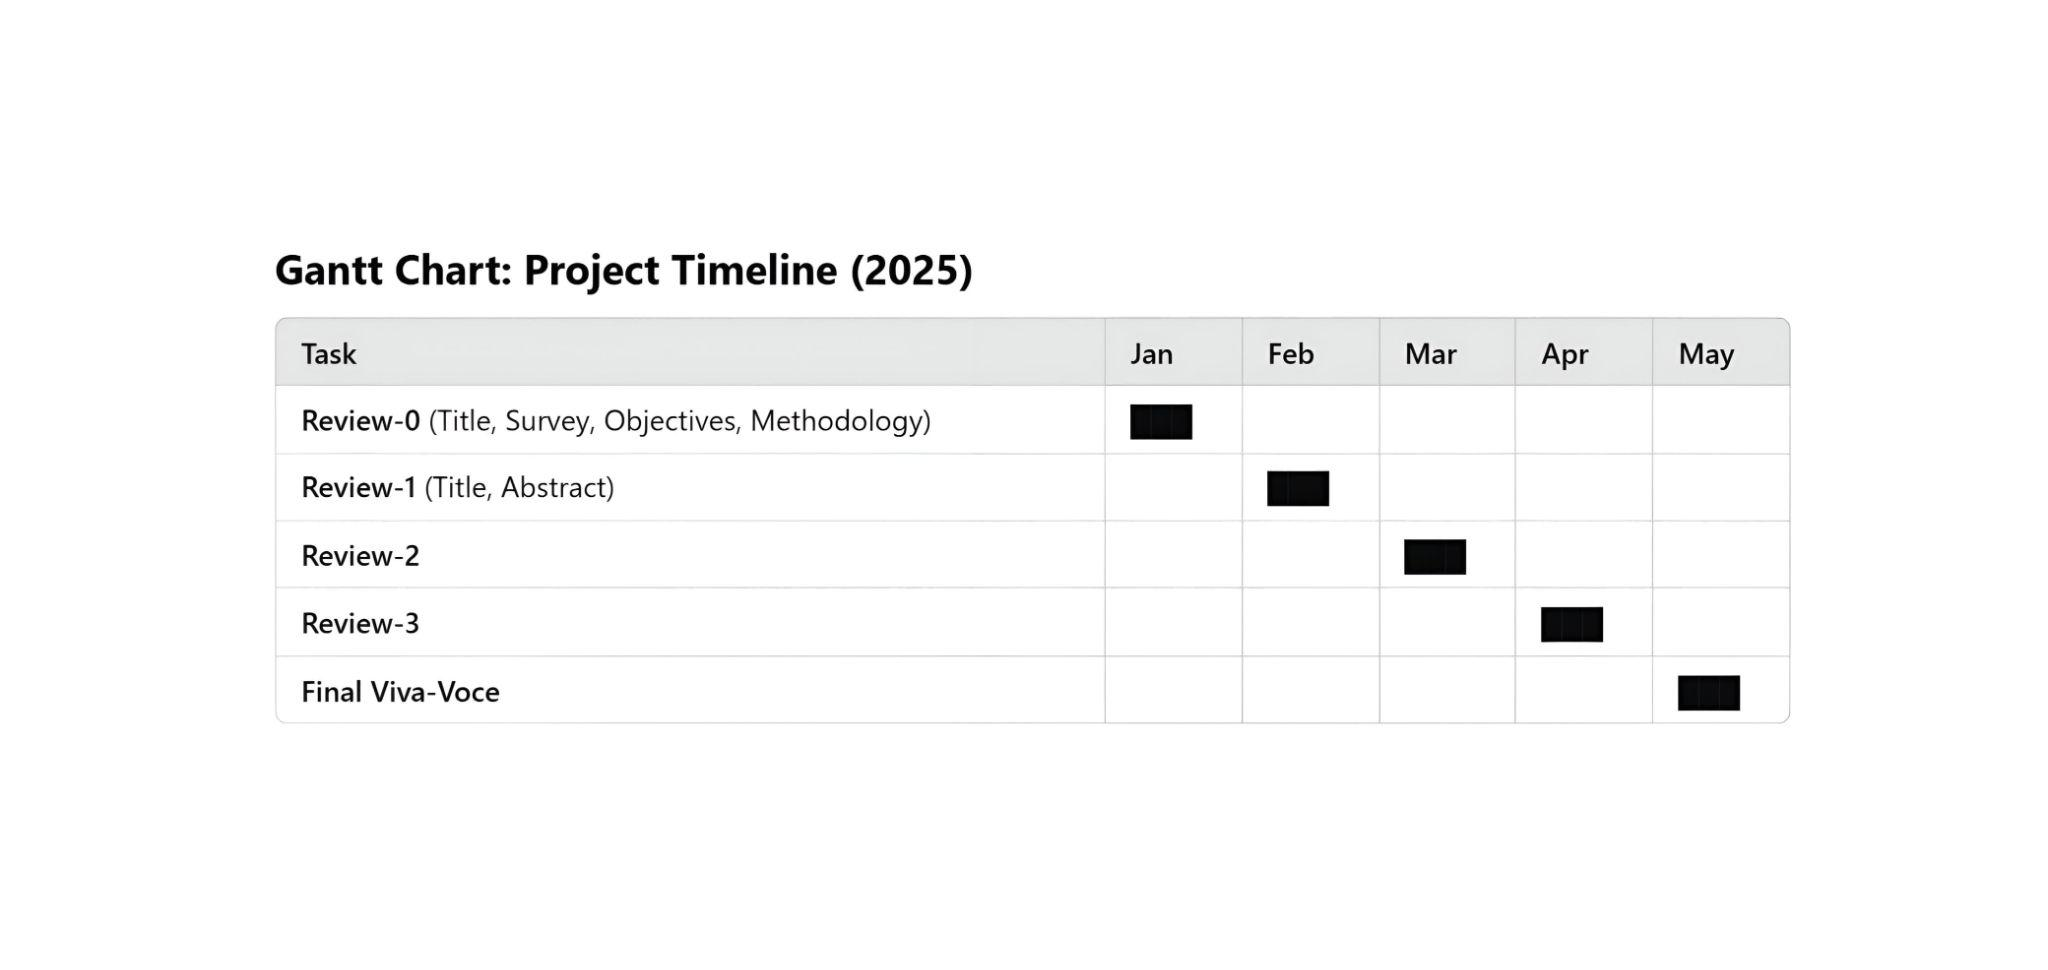 Gantt Chart: Project Timeline (2025)
Task Jan Feb Mar Apr May
Review-0 (Title, Survey, Objectives, Methodology)
Review-1 (Title, Abstract)
Review-2
Review-3
Final Viva-Voce